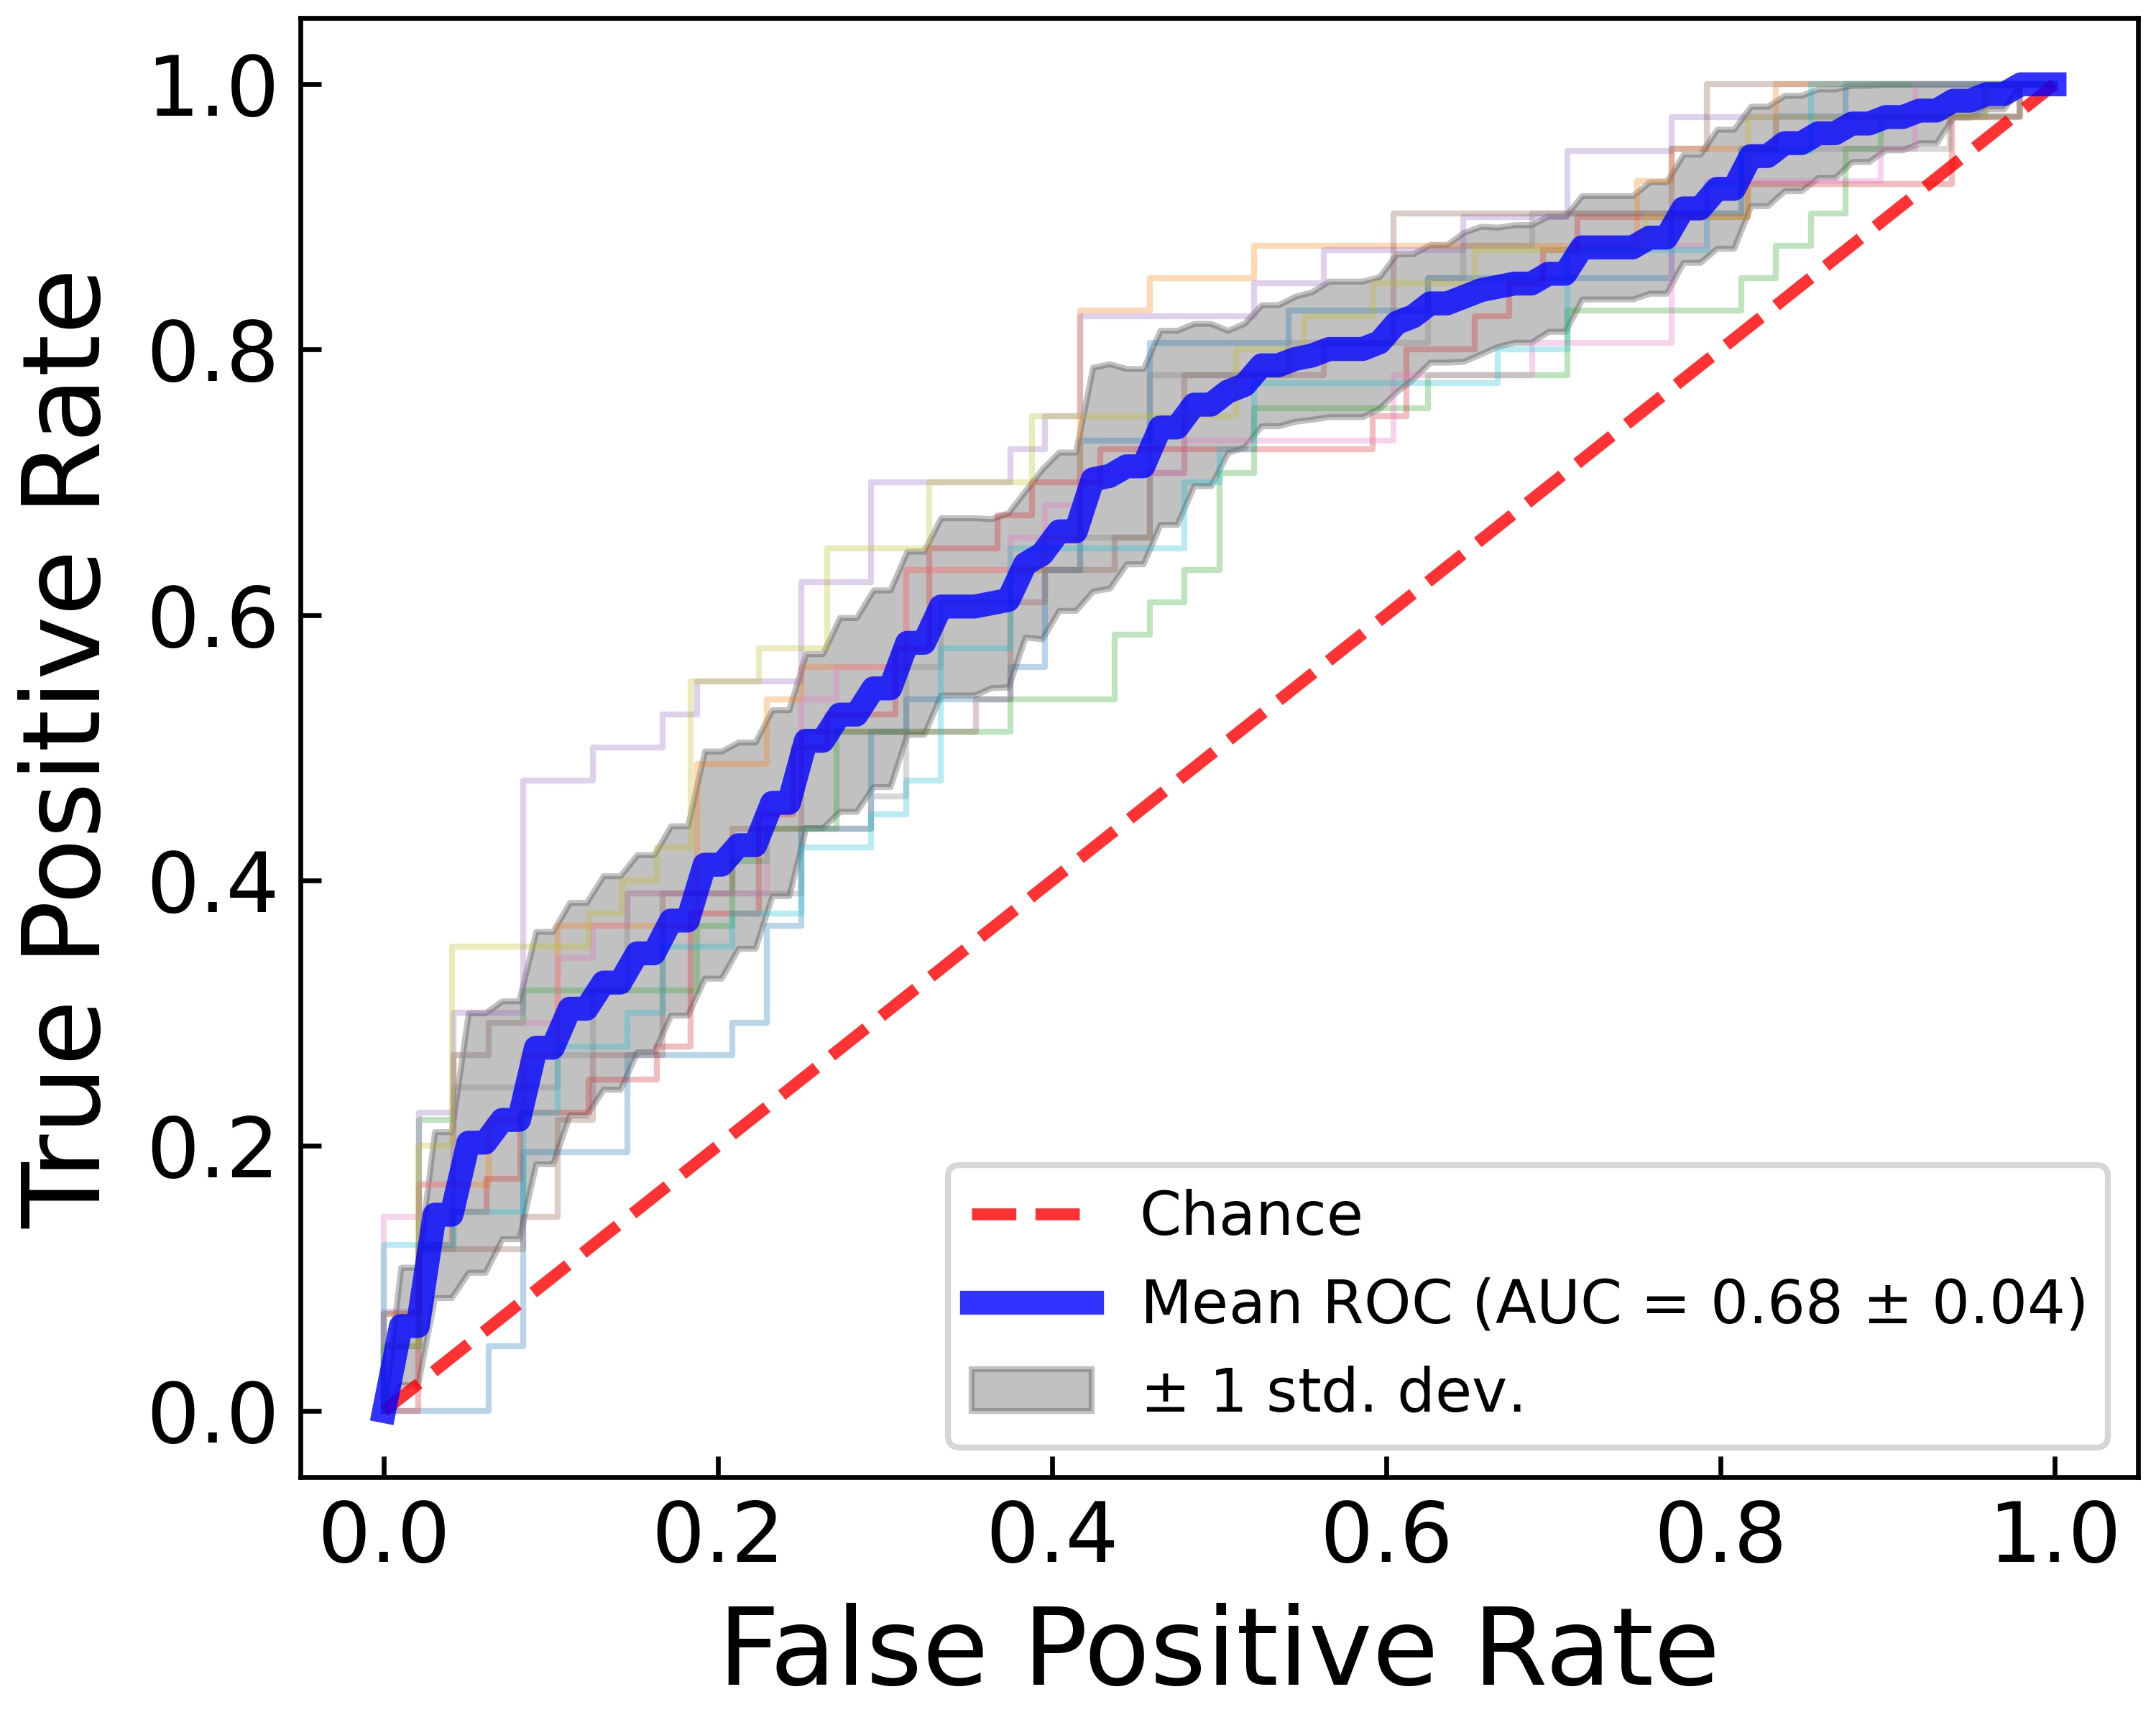 True Positive Rate
1.0
0.8
0.6
0.4
0.2
0.0
Chance
Mean ROC (AUC = 0.68 ± 0.04)
± 1 std. dev.
0.0 0.2 0.4 0.6 0.8 1.0
False Positive Rate